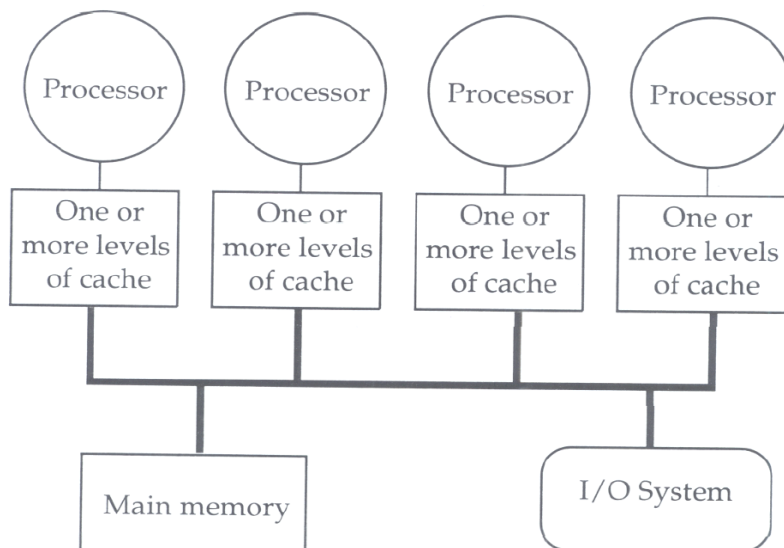 Processor
Processor
Processor
Processor
One or
more levels
of cache
One or
more levels
of cache
One or
more levels
of cache
One or
more levels
of cache
Main memory
I/O System